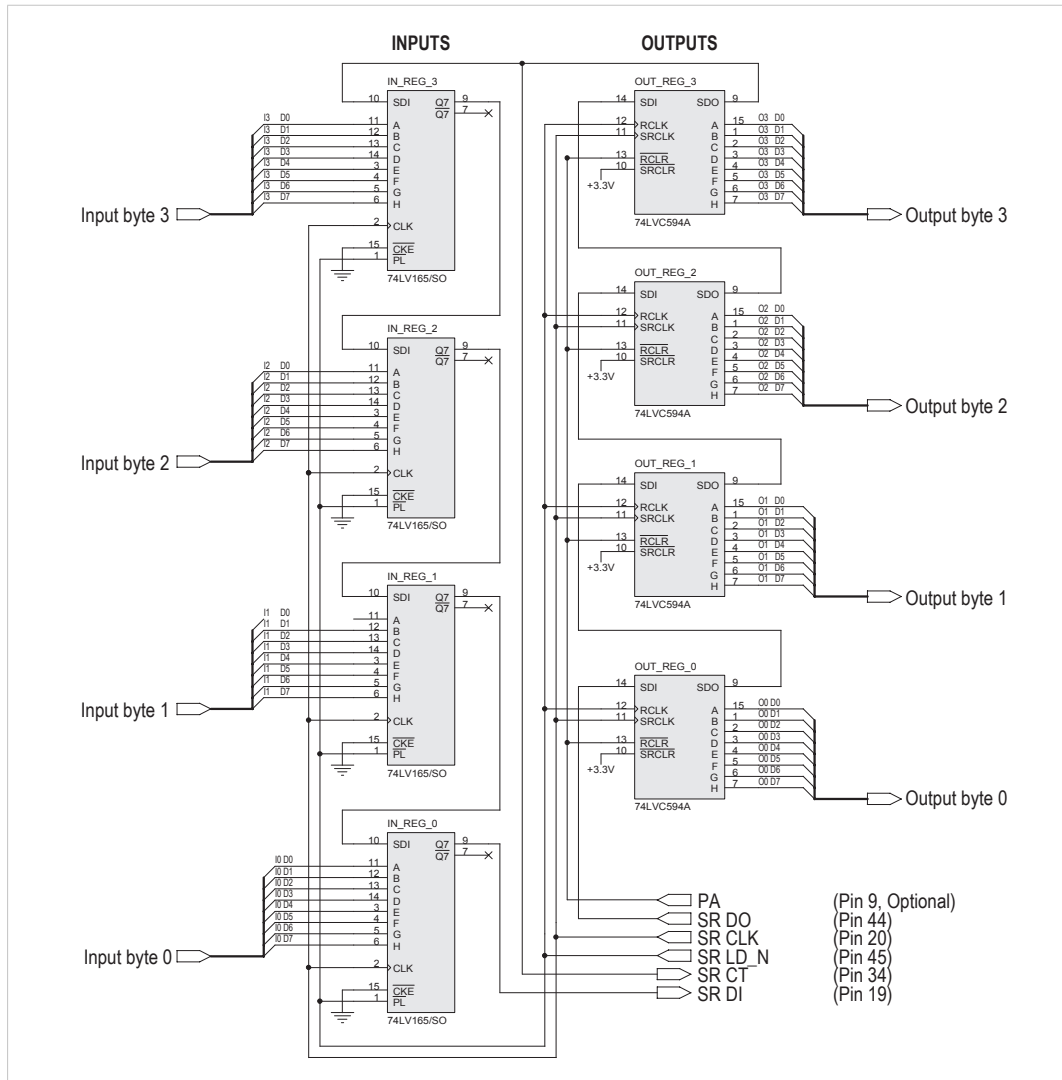 INPUTS
OUTPUTS
IN_REG_3
10 SDI Q7 9
Q7 7
I3 D0 11 A
I3 D1 12 B
I3 D2 13 C
I3 D3 14 D
I3 D4 3 E
I3 D5 4 F
I3 D6 5 G
I3 D7 6 H
Input byte 3
2 CLK
15 CKE
1 PL
74LV165/SO
IN_REG_2
10 SDI Q7 9
Q7 7
I2 D0 11 A
I2 D1 12 B
I2 D2 13 C
I2 D3 14 D
I2 D4 3 E
I2 D5 4 F
I2 D6 5 G
I2 D7 6 H
Input byte 2
2 CLK
15 CKE
1 PL
74LV165/SO
IN_REG_1
10 SDI Q7 9
Q7 7
I1 D0 11 A
I1 D1 12 B
I1 D2 13 C
I1 D3 14 D
I1 D4 3 E
I1 D5 4 F
I1 D6 5 G
I1 D7 6 H
Input byte 1
2 CLK
15 CKE
1 PL
74LV165/SO
IN_REG_0
10 SDI Q7 9
Q7 7
I0 D0 11 A
I0 D1 12 B
I0 D2 13 C
I0 D3 14 D
I0 D4 3 E
I0 D5 4 F
I0 D6 5 G
I0 D7 6 H
Input byte 0
2 CLK
15 CKE
1 PL
74LV165/SO
OUT_REG_3
14 SDI SDO 9
12 RCLK A 15 O3 D0
11 SRCLK B 1 O3 D1
C 2 O3 D2
13 RCLR D 3 O3 D3
10 SRCLR E 4 O3 D4
+3.3V F 5 O3 D5
G 6 O3 D6
H 7 O3 D7
Output byte 3
74LVC594A
OUT_REG_2
14 SDI SDO 9
12 RCLK A 15 O2 D0
11 SRCLK B 1 O2 D1
C 2 O2 D2
13 RCLR D 3 O2 D3
10 SRCLR E 4 O2 D4
+3.3V F 5 O2 D5
G 6 O2 D6
H 7 O2 D7
Output byte 2
74LVC594A
OUT_REG_1
14 SDI SDO 9
12 RCLK A 15 O1 D0
11 SRCLK B 1 O1 D1
C 2 O1 D2
13 RCLR D 3 O1 D3
10 SRCLR E 4 O1 D4
+3.3V F 5 O1 D5
G 6 O1 D6
H 7 O1 D7
Output byte 1
74LVC594A
OUT_REG_0
14 SDI SDO 9
12 RCLK A 15 O0 D0
11 SRCLK B 1 O0 D1
C 2 O0 D2
13 RCLR D 3 O0 D3
10 SRCLR E 4 O0 D4
+3.3V F 5 O0 D5
G 6 O0 D6
H 7 O0 D7
Output byte 0
74LVC594A
PA (Pin 9, Optional)
SR DO (Pin 44)
SR CLK (Pin 20)
SR LD_N (Pin 45)
SR CT (Pin 34)
SR DI (Pin 19)